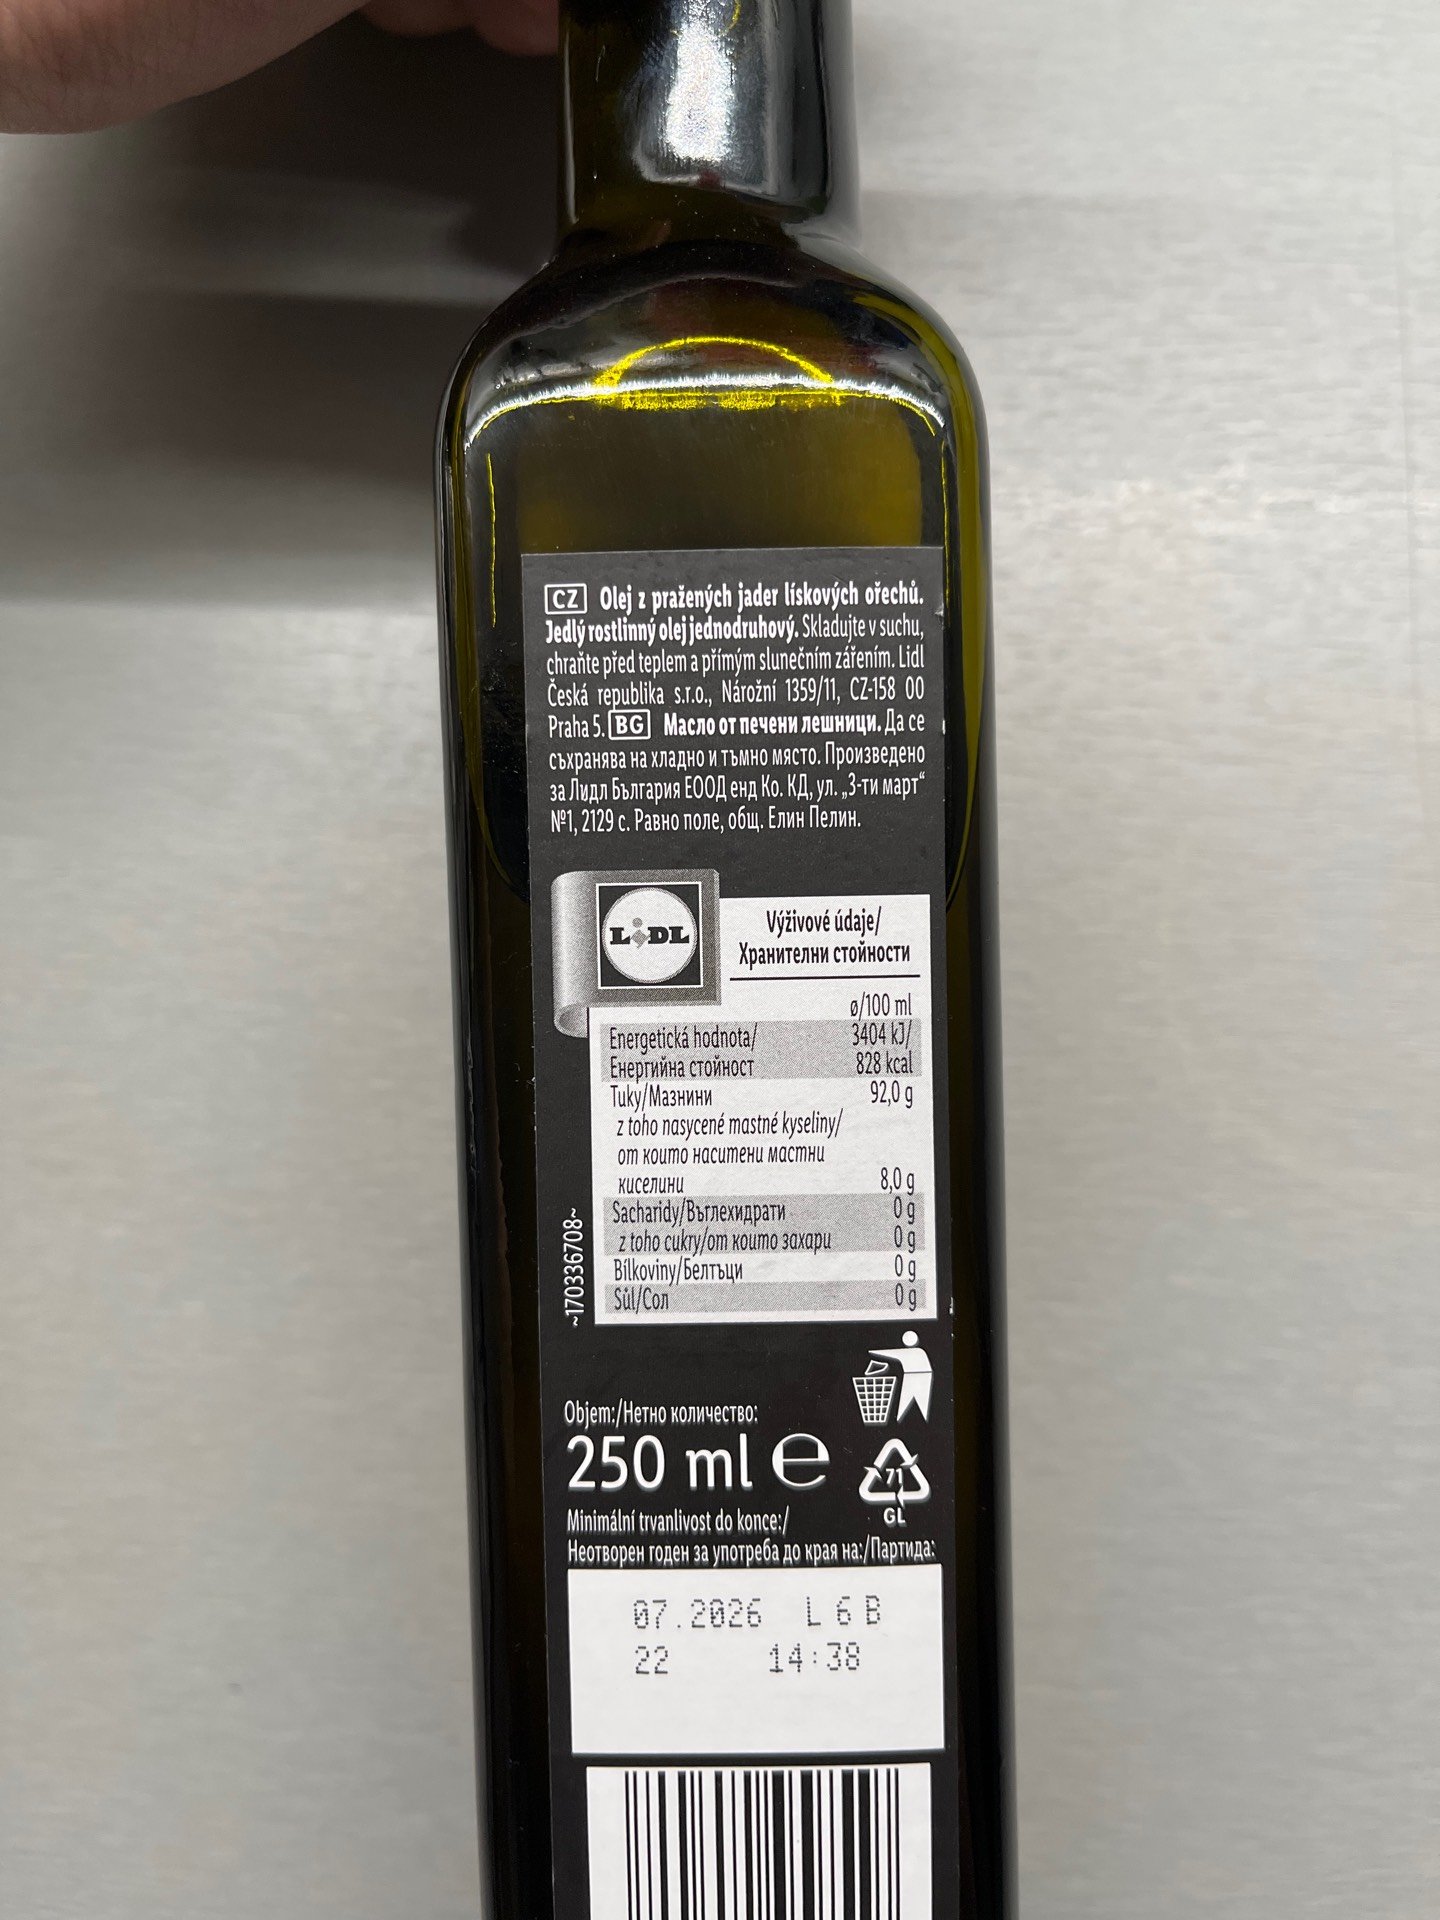 CZ Olej z pražených jader lískových ořechů.
Jedlý rostlinný olej jednodruhový. Skladujte v suchu,
chraňte před teplem a přímým slunečním zářením. Lidl
Česká republika s.r.o., Nárožní 1359/11, CZ-158 00
Praha 5. BG Масло от печени лешници. Да се
съхранява на хладно и тъмно място. Произведено
за Лидл България ЕООД енд Ко. КД, ул. „3-ти март“
№1, 2129 с. Равно поле, общ. Елин Пелин.
LIDL
Výživové údaje/
Хранителни стойности
ø/100 ml
Energetická hodnota/ 3404 kJ/
Енергийна стойност 828 kcal
Tuky/Мазнини 92,0 g
z toho nasycené mastné kyseliny/
от които наситени мастни
киселини 8,0 g
Sacharidy/Въглехидрати 0 g
z toho cukry/от които захари 0 g
Bílkoviny/Белтъци 0 g
Sůl/Сол 0 g
~170336708~
Objem:/Нетно количество:
250 ml e
71
GL
Minimální trvanlivost do konce:/
Неотворен годен за употреба до края на:/Партида:
07.2026 L 6 B
22 14:38